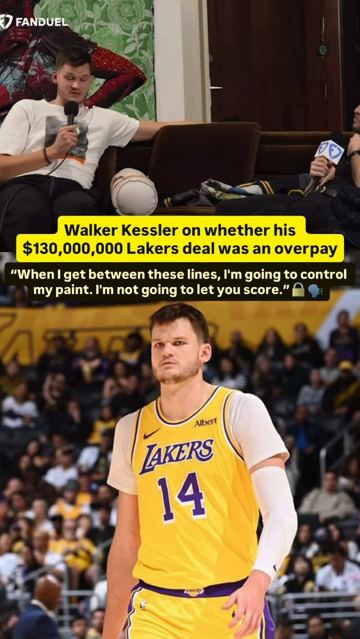 FANDUEL
Walker Kessler on whether his
$130,000,000 Lakers deal was an overpay
“When I get between these lines, I'm going to control
my paint. I'm not going to let you score.”
Albert
LAKERS
14